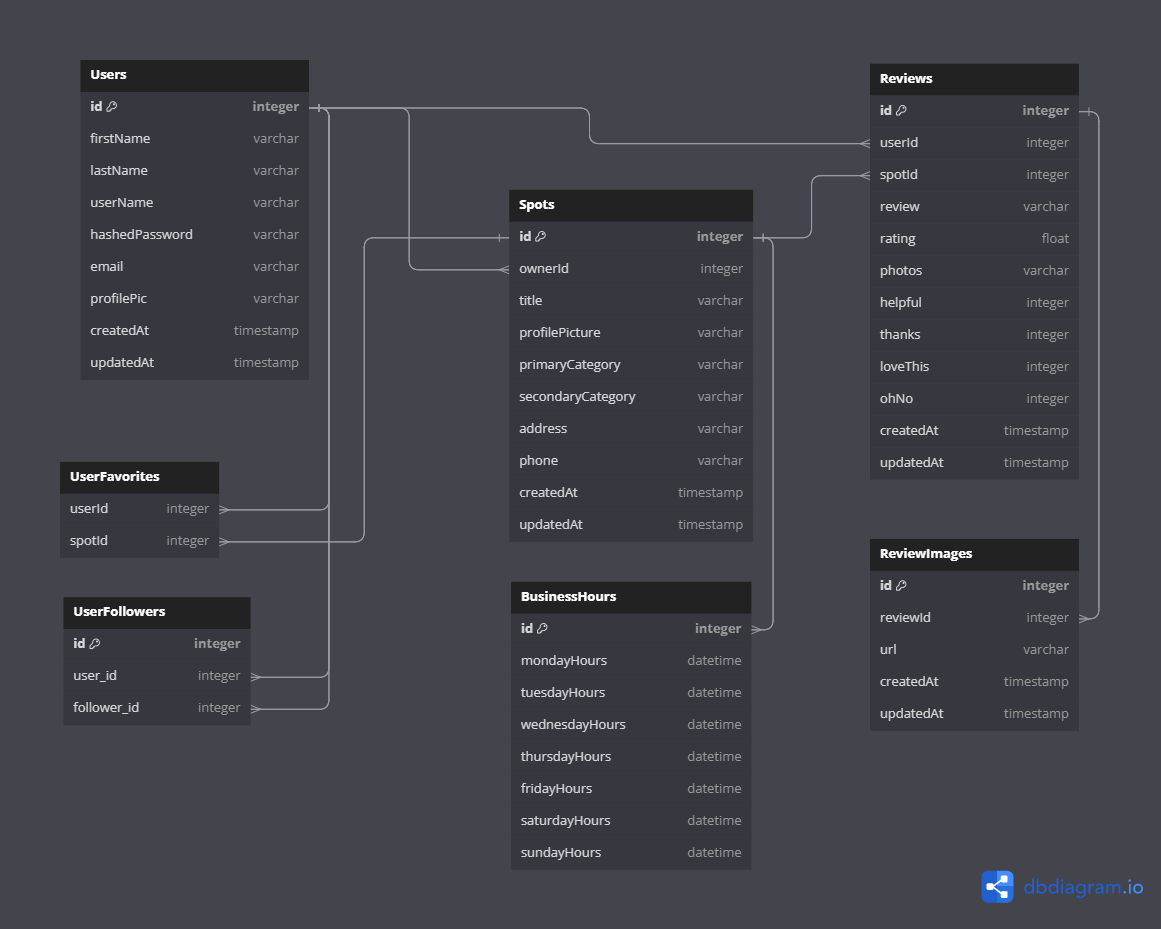 Users
id integer
firstName varchar
lastName varchar
userName varchar
hashedPassword varchar
email varchar
profilePic varchar
createdAt timestamp
updatedAt timestamp
UserFavorites
userId integer
spotId integer
UserFollowers
id integer
user_id integer
follower_id integer
Spots
id integer
ownerId integer
title varchar
profilePicture varchar
primaryCategory varchar
secondaryCategory varchar
address varchar
phone varchar
createdAt timestamp
updatedAt timestamp
BusinessHours
id integer
mondayHours datetime
tuesdayHours datetime
wednesdayHours datetime
thursdayHours datetime
fridayHours datetime
saturdayHours datetime
sundayHours datetime
Reviews
id integer
userId integer
spotId integer
review varchar
rating float
photos varchar
helpful integer
thanks integer
loveThis integer
ohNo integer
createdAt timestamp
updatedAt timestamp
ReviewImages
id integer
reviewId integer
url varchar
createdAt timestamp
updatedAt timestamp
dbdiagram.io